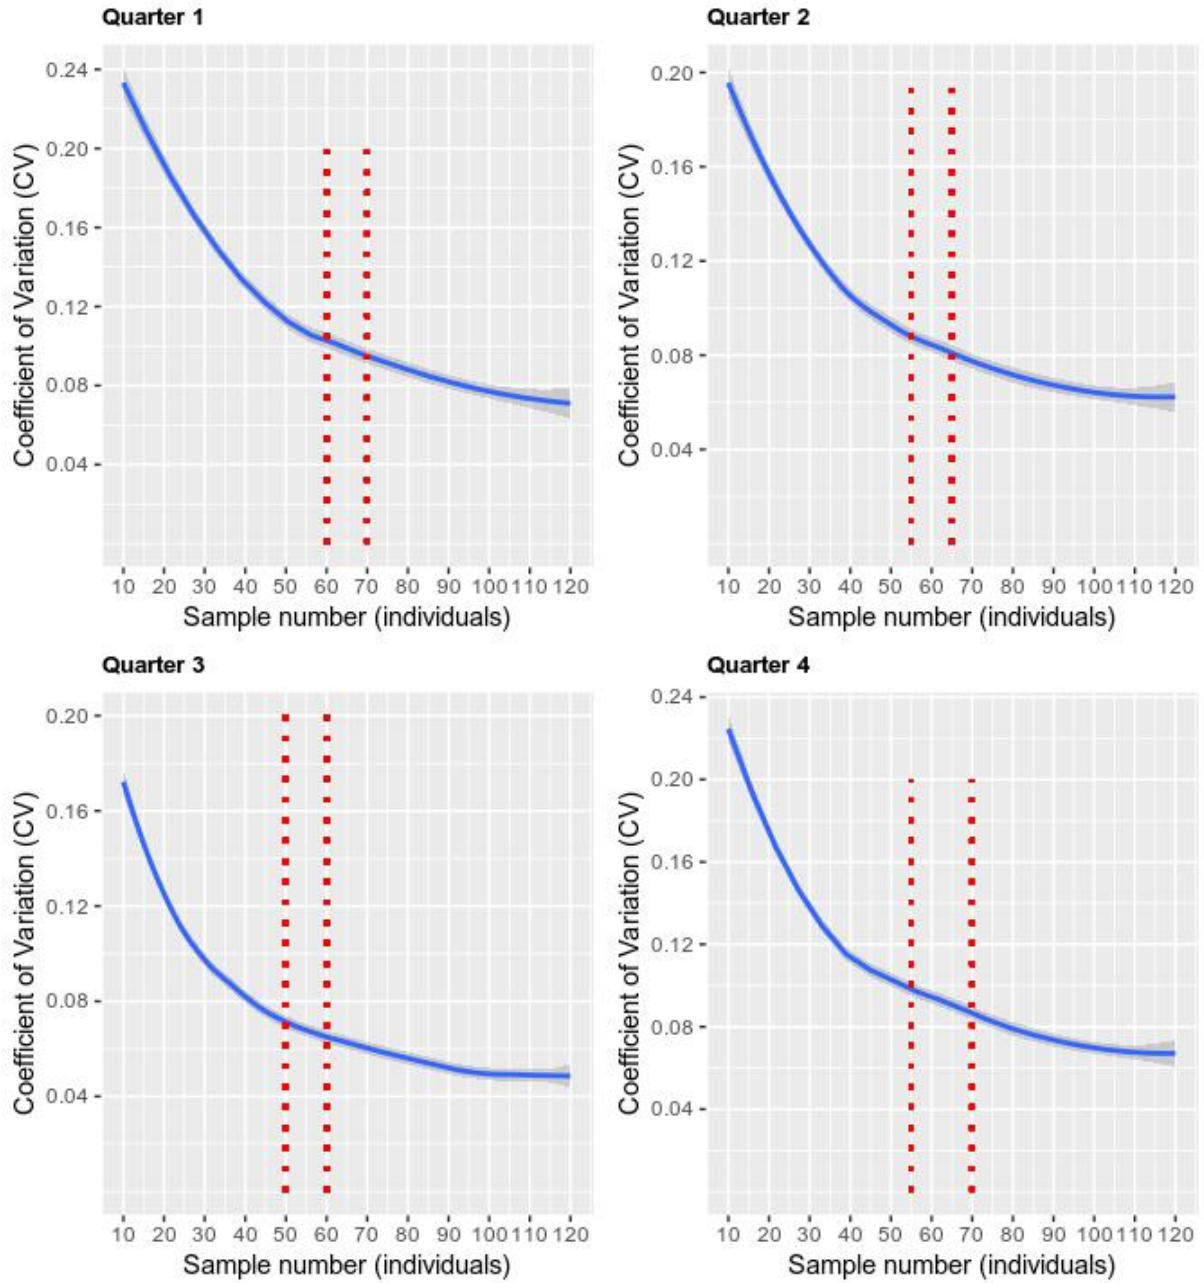 Quarter 1
Coefficient of Variation (CV)
0.24
0.20
0.16
0.12
0.08
0.04
10 20 30 40 50 60 70 80 90 100 110 120
Sample number (individuals)
Quarter 2
Coefficient of Variation (CV)
0.20
0.16
0.12
0.08
0.04
10 20 30 40 50 60 70 80 90 100 110 120
Sample number (individuals)
Quarter 3
Coefficient of Variation (CV)
0.20
0.16
0.12
0.08
0.04
10 20 30 40 50 60 70 80 90 100 110 120
Sample number (individuals)
Quarter 4
Coefficient of Variation (CV)
0.24
0.20
0.16
0.12
0.08
0.04
10 20 30 40 50 60 70 80 90 100 110 120
Sample number (individuals)